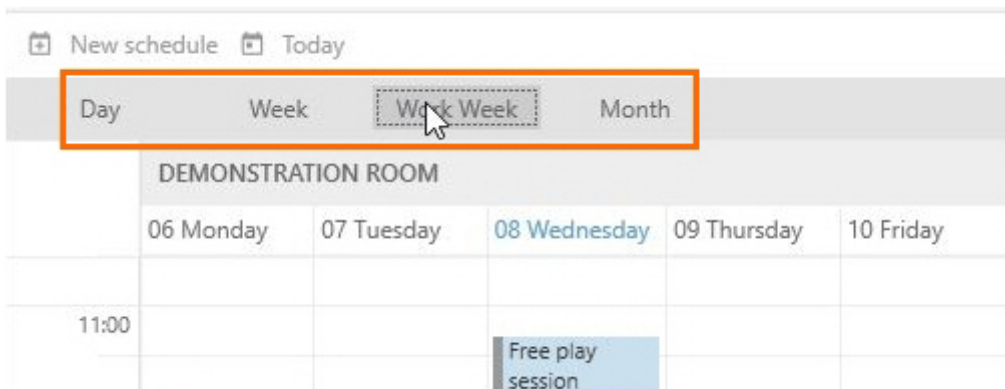 New schedule Today
Day Week Work Week Month
DEMONSTRATION ROOM
06 Monday 07 Tuesday 08 Wednesday 09 Thursday 10 Friday
11:00
Free play
session